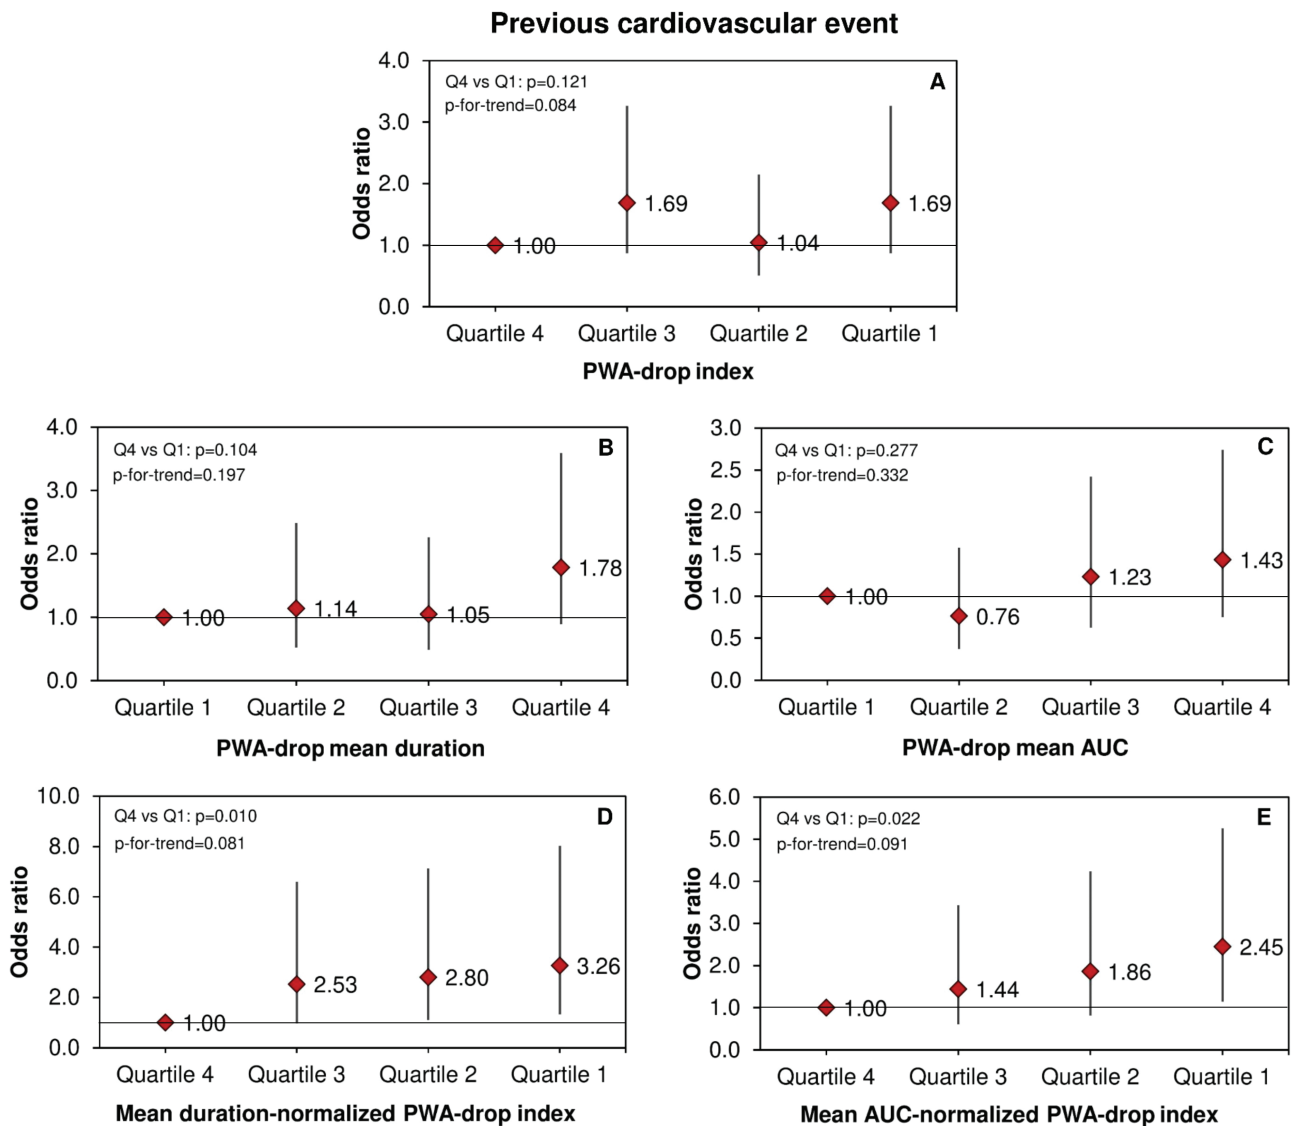 Previous cardiovascular event
A
Q4 vs Q1: p=0.121
p-for-trend=0.084
Odds ratio
4.0
3.0
2.0
1.0
0.0
1.00
1.69
1.04
1.69
Quartile 4
Quartile 3
Quartile 2
Quartile 1
PWA-drop index
B
Q4 vs Q1: p=0.104
p-for-trend=0.197
Odds ratio
4.0
3.0
2.0
1.0
0.0
1.00
1.14
1.05
1.78
Quartile 1
Quartile 2
Quartile 3
Quartile 4
PWA-drop mean duration
C
Q4 vs Q1: p=0.277
p-for-trend=0.332
Odds ratio
3.0
2.5
2.0
1.5
1.0
0.5
0.0
1.00
0.76
1.23
1.43
Quartile 1
Quartile 2
Quartile 3
Quartile 4
PWA-drop mean AUC
D
Q4 vs Q1: p=0.010
p-for-trend=0.081
Odds ratio
10.0
8.0
6.0
4.0
2.0
0.0
1.00
2.53
2.80
3.26
Quartile 4
Quartile 3
Quartile 2
Quartile 1
Mean duration-normalized PWA-drop index
E
Q4 vs Q1: p=0.022
p-for-trend=0.091
Odds ratio
6.0
5.0
4.0
3.0
2.0
1.0
0.0
1.00
1.44
1.86
2.45
Quartile 4
Quartile 3
Quartile 2
Quartile 1
Mean AUC-normalized PWA-drop index